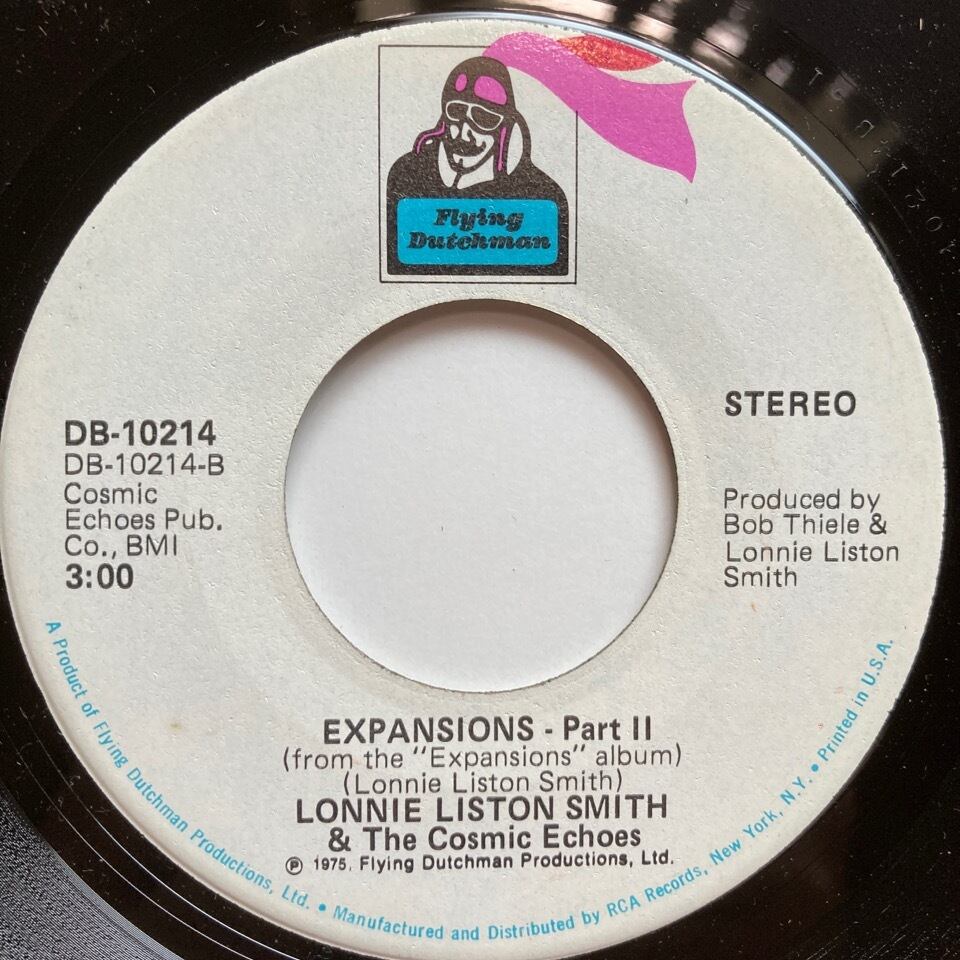 Flying
Dutchman
STEREO
DB-10214
DB-10214-B
Cosmic
Echoes Pub.
Co., BMI
3:00
Produced by
Bob Thiele &
Lonnie Liston
Smith
EXPANSIONS - Part II
(from the "Expansions" album)
(Lonnie Liston Smith)
LONNIE LISTON SMITH
& The Cosmic Echoes
℗ 1975, Flying Dutchman Productions, Ltd.
A Product of Flying Dutchman Productions, Ltd. • Manufactured and Distributed by RCA Records, New York, N.Y. • Printed in U.S.A.